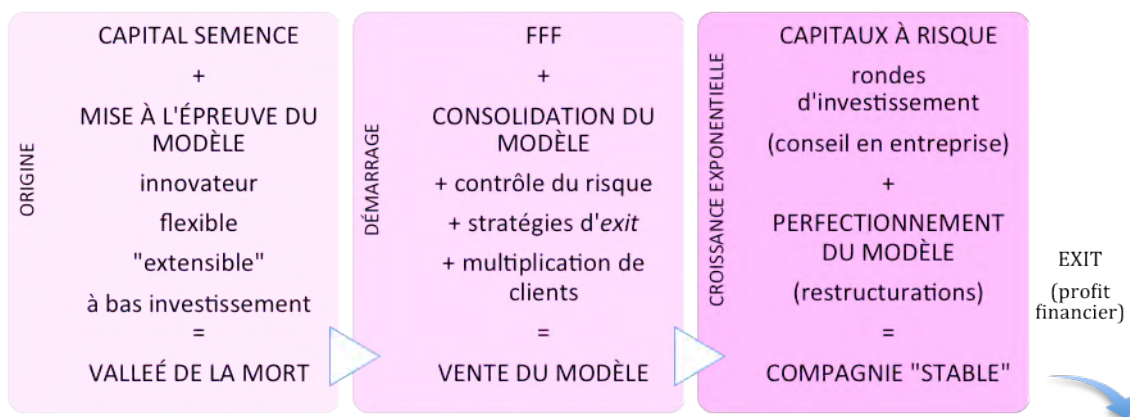 ORIGINE
CAPITAL SEMENCE
+
MISE À L'ÉPREUVE DU
MODÈLE
innovateur
flexible
"extensible"
à bas investissement
=
VALLEÉ DE LA MORT
DÉMARRAGE
FFF
+
CONSOLIDATION DU
MODÈLE
+ contrôle du risque
+ stratégies d'exit
+ multiplication de
clients
=
VENTE DU MODÈLE
CROISSANCE EXPONENTIELLE
CAPITAUX À RISQUE
rondes
d'investissement
(conseil en entreprise)
+
PERFECTIONNEMENT
DU MODÈLE
(restructurations)
=
COMPAGNIE "STABLE"
EXIT
(profit
financier)